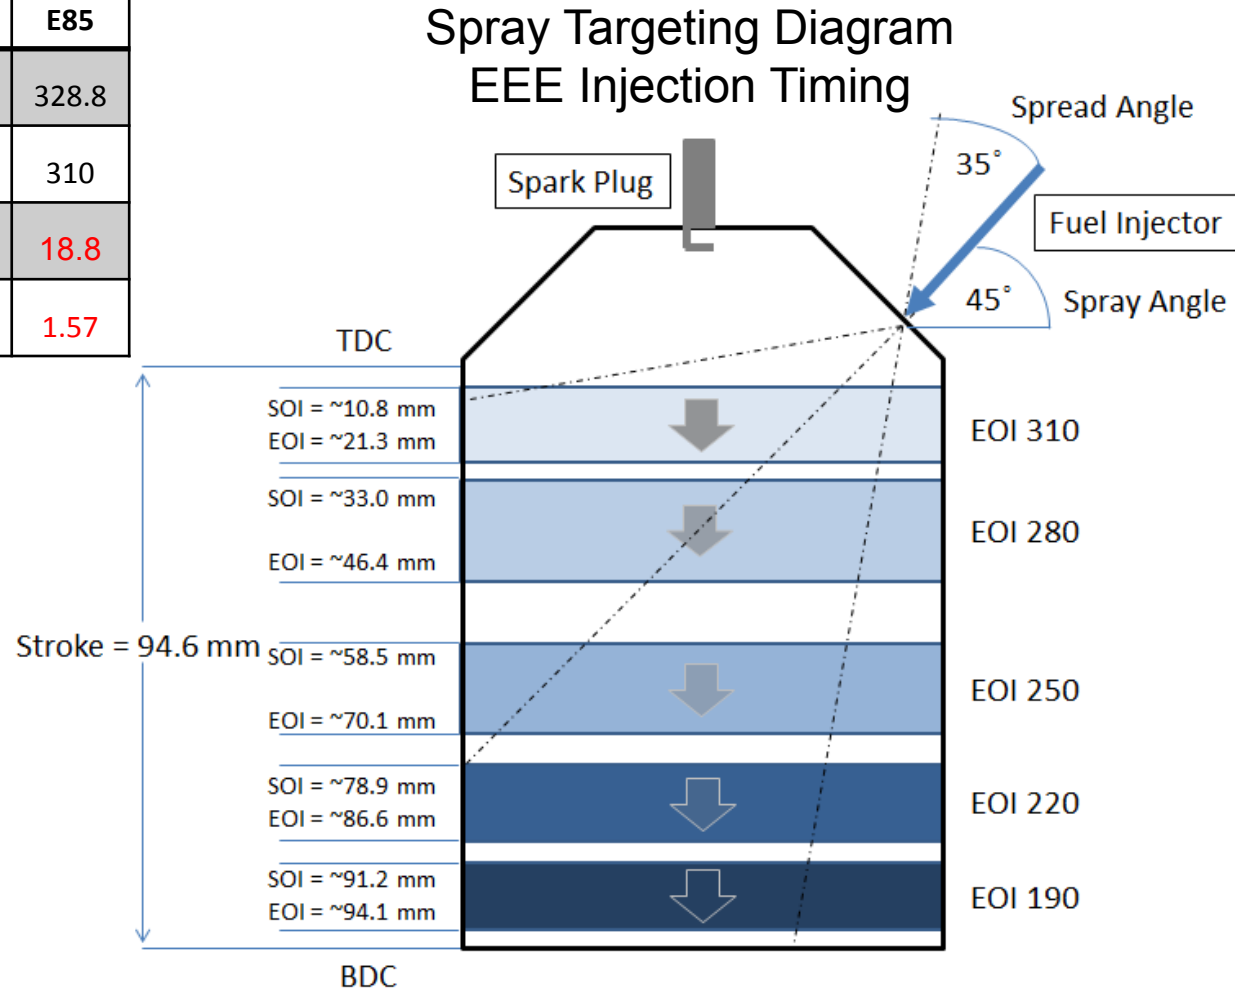 E85
328.8
310
18.8
1.57
Spray Targeting Diagram
EEE Injection Timing
Spread Angle
35°
Spark Plug
Fuel Injector
45°
Spray Angle
TDC
SOI = ~10.8 mm
EOI = ~21.3 mm
EOI 310
SOI = ~33.0 mm
EOI = ~46.4 mm
EOI 280
Stroke = 94.6 mm
SOI = ~58.5 mm
EOI = ~70.1 mm
EOI 250
SOI = ~78.9 mm
EOI = ~86.6 mm
EOI 220
SOI = ~91.2 mm
EOI = ~94.1 mm
EOI 190
BDC